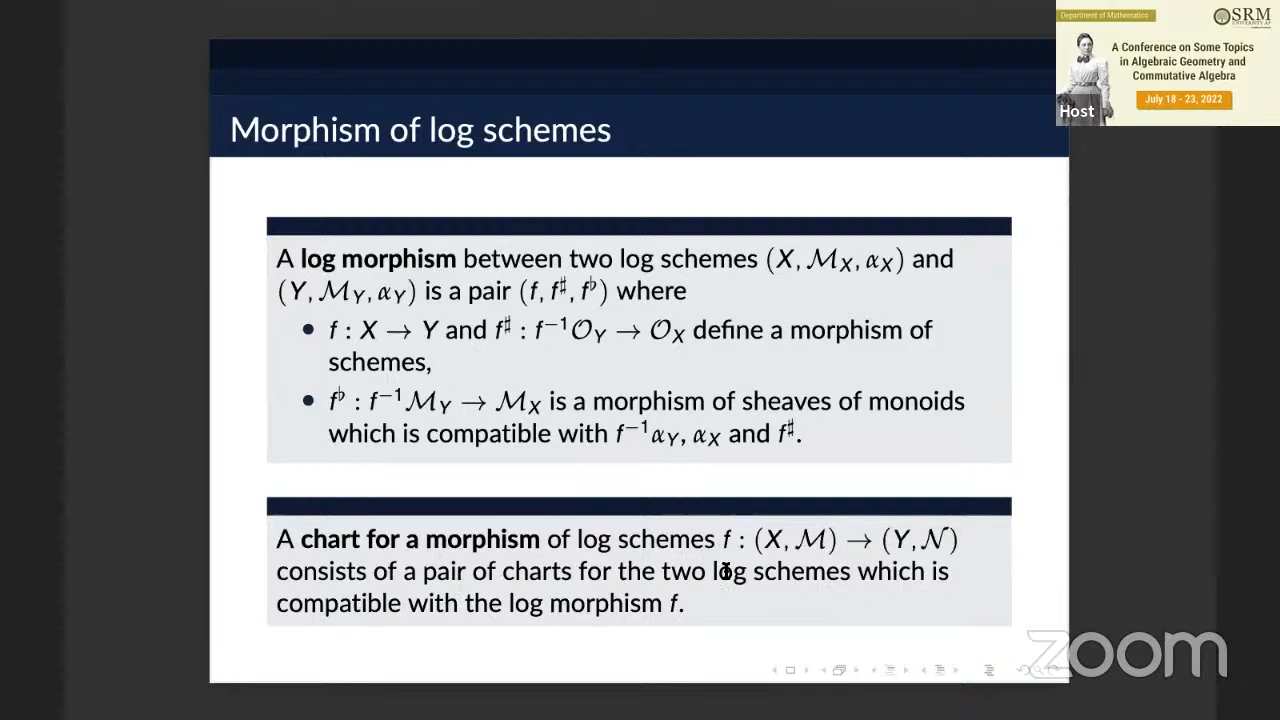 Department of Mathematics
SRM
A Conference on Some Topics
in Algebraic Geometry and
Commutative Algebra
July 18 - 23, 2022
Host
Morphism of log schemes
A log morphism between two log schemes (X, ℳ_X, α_X) and
(Y, ℳ_Y, α_Y) is a pair (f, f^♯, f^♭) where
• f : X → Y and f^♯ : f^{−1}𝒪_Y → 𝒪_X define a morphism of
schemes,
• f^♭ : f^{−1}ℳ_Y → ℳ_X is a morphism of sheaves of monoids
which is compatible with f^{−1}α_Y, α_X and f^♯.
A chart for a morphism of log schemes f : (X, ℳ) → (Y, 𝒩)
consists of a pair of charts for the two log schemes which is
compatible with the log morphism f.
zoom